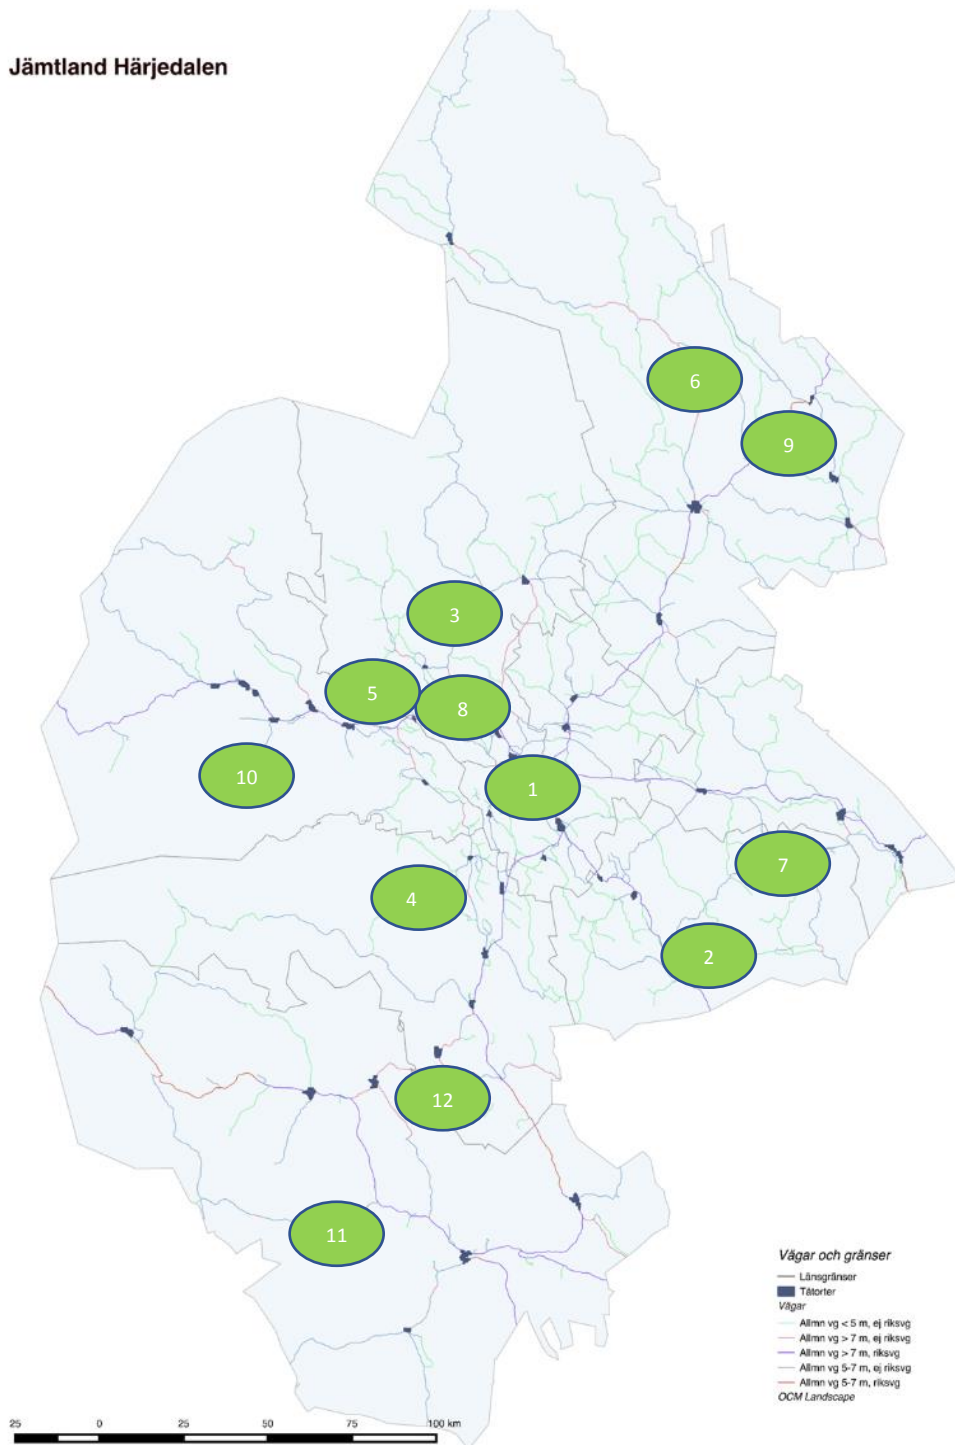 Jämtland Härjedalen
6
9
3
5
8
10
1
7
4
2
12
11
Vägar och gränser
Länsgränser
Tätorter
Vägar
Allmn vg < 5 m, ej riksvg
Allmn vg > 7 m, ej riksvg
Allmn vg > 7 m, riksvg
Allmn vg 5-7 m, ej riksvg
Allmn vg 5-7 m, riksvg
OCM Landscape
25 0 25 50 75 100 km